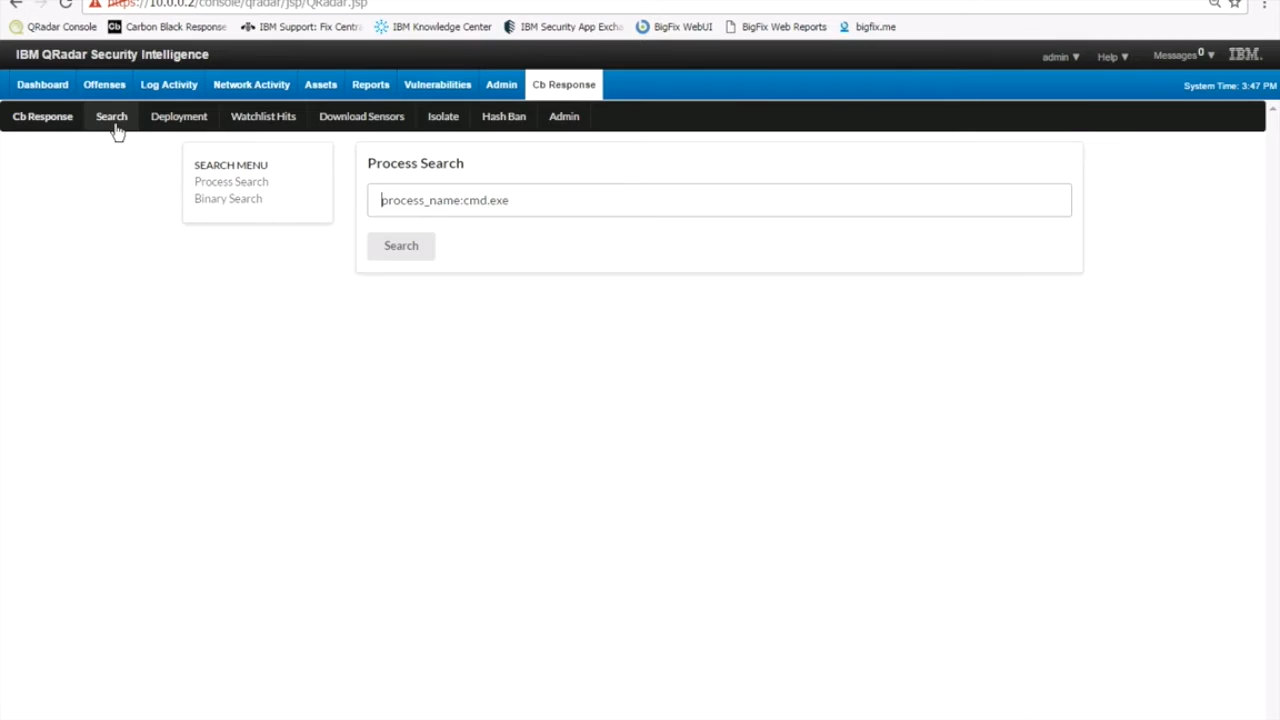 https://10.0.0.2/console/qradar/jsp/QRadar.jsp
QRadar Console Cb Carbon Black Response IBM Support: Fix Centr IBM Knowledge Center IBM Security App Excha BigFix WebUI BigFix Web Reports bigfix.me
IBM QRadar Security Intelligence admin ▼ Help ▼ Messages 0 ▼ IBM.
Dashboard Offenses Log Activity Network Activity Assets Reports Vulnerabilities Admin Cb Response System Time: 3:47 PM
Cb Response Search Deployment Watchlist Hits Download Sensors Isolate Hash Ban Admin
SEARCH MENU
Process Search
Binary Search
Process Search
process_name:cmd.exe
Search